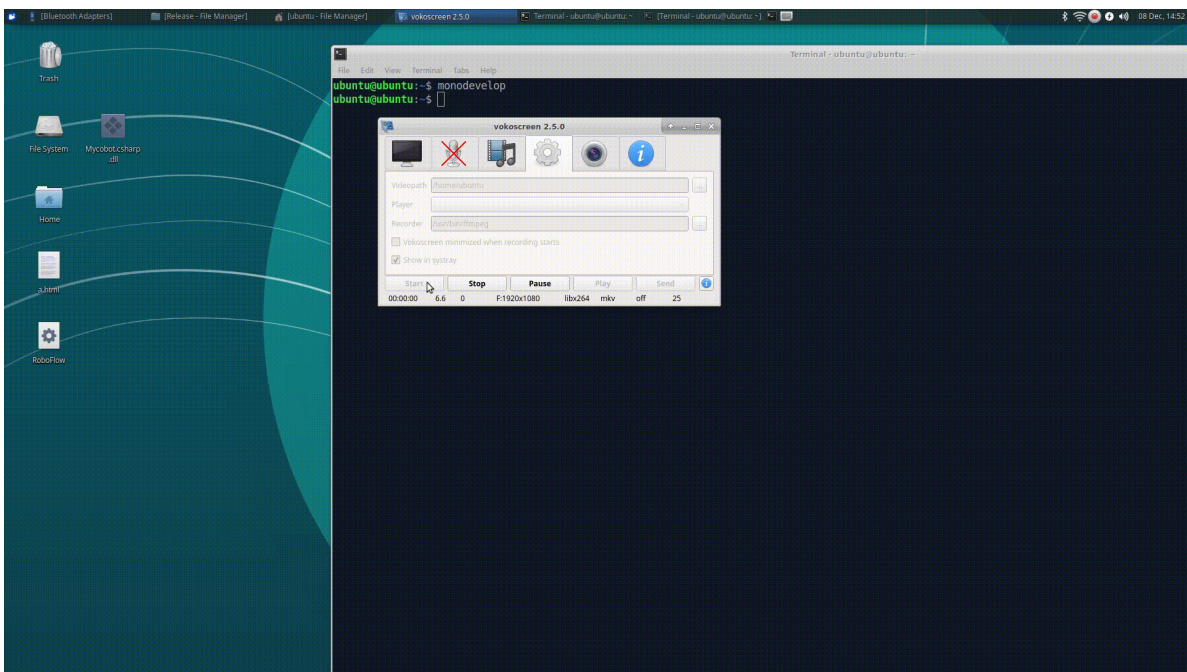 [Bluetooth Adapters] [Release - File Manager] [ubuntu - File Manager] vokoscreen 2.5.0 Terminal - ubuntu@ubuntu: ~ [Terminal - ubuntu@ubuntu: ~] 08 Dec, 14:52
Trash
File System
Mycobot.csharp
.dll
Home
a.html
RoboFlow
Terminal - ubuntu@ubuntu: ~
File Edit View Terminal Tabs Help
ubuntu@ubuntu:~$ monodevelop
ubuntu@ubuntu:~$
vokoscreen 2.5.0
Videopath /home/ubuntu
Player
Recorder /usr/bin/ffmpeg
Vokoscreen minimized when recording starts
Show in systray
Start Stop Pause Play Send
00:00:00 6.6 0 F:1920x1080 libx264 mkv off 25